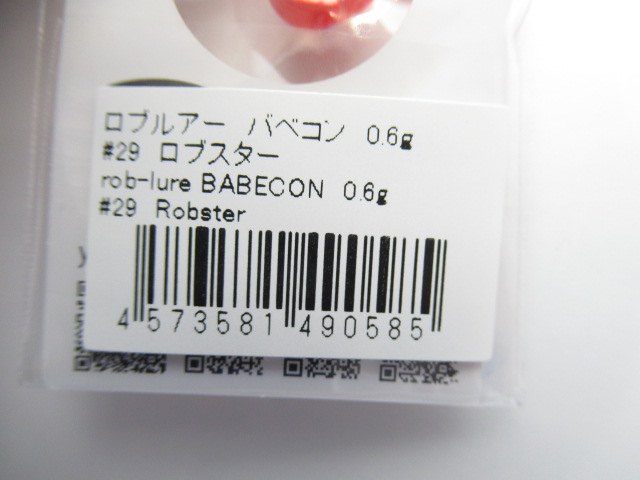 ロブルアー バベコン 0.6g
#29 ロブスター
rob-lure BABECON 0.6g
#29 Robster
4 573581 490585